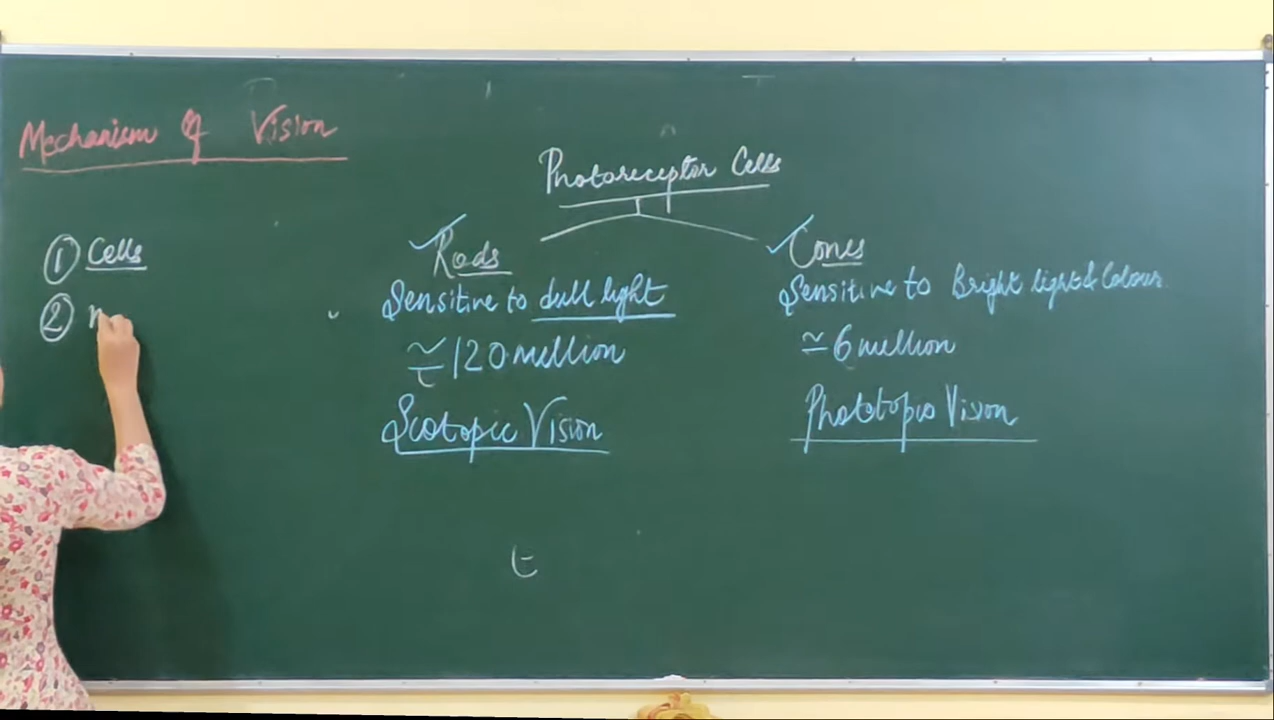 Mechanism of Vision
① Cells
②
Photoreceptor Cells
Rods
Sensitive to dull light
≃ 120 million
Scotopic Vision
Cones
Sensitive to Bright light & Colour
≃ 6 million
Phototopic Vision